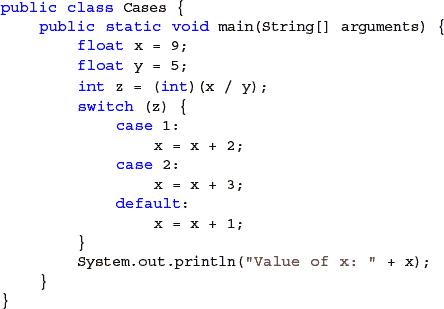 public class Cases {
    public static void main(String[] arguments) {
        float x = 9;
        float y = 5;
        int z = (int)(x / y);
        switch (z) {
            case 1:
                x = x + 2;
            case 2:
                x = x + 3;
            default:
                x = x + 1;
        }
        System.out.println("Value of x: " + x);
    }
}